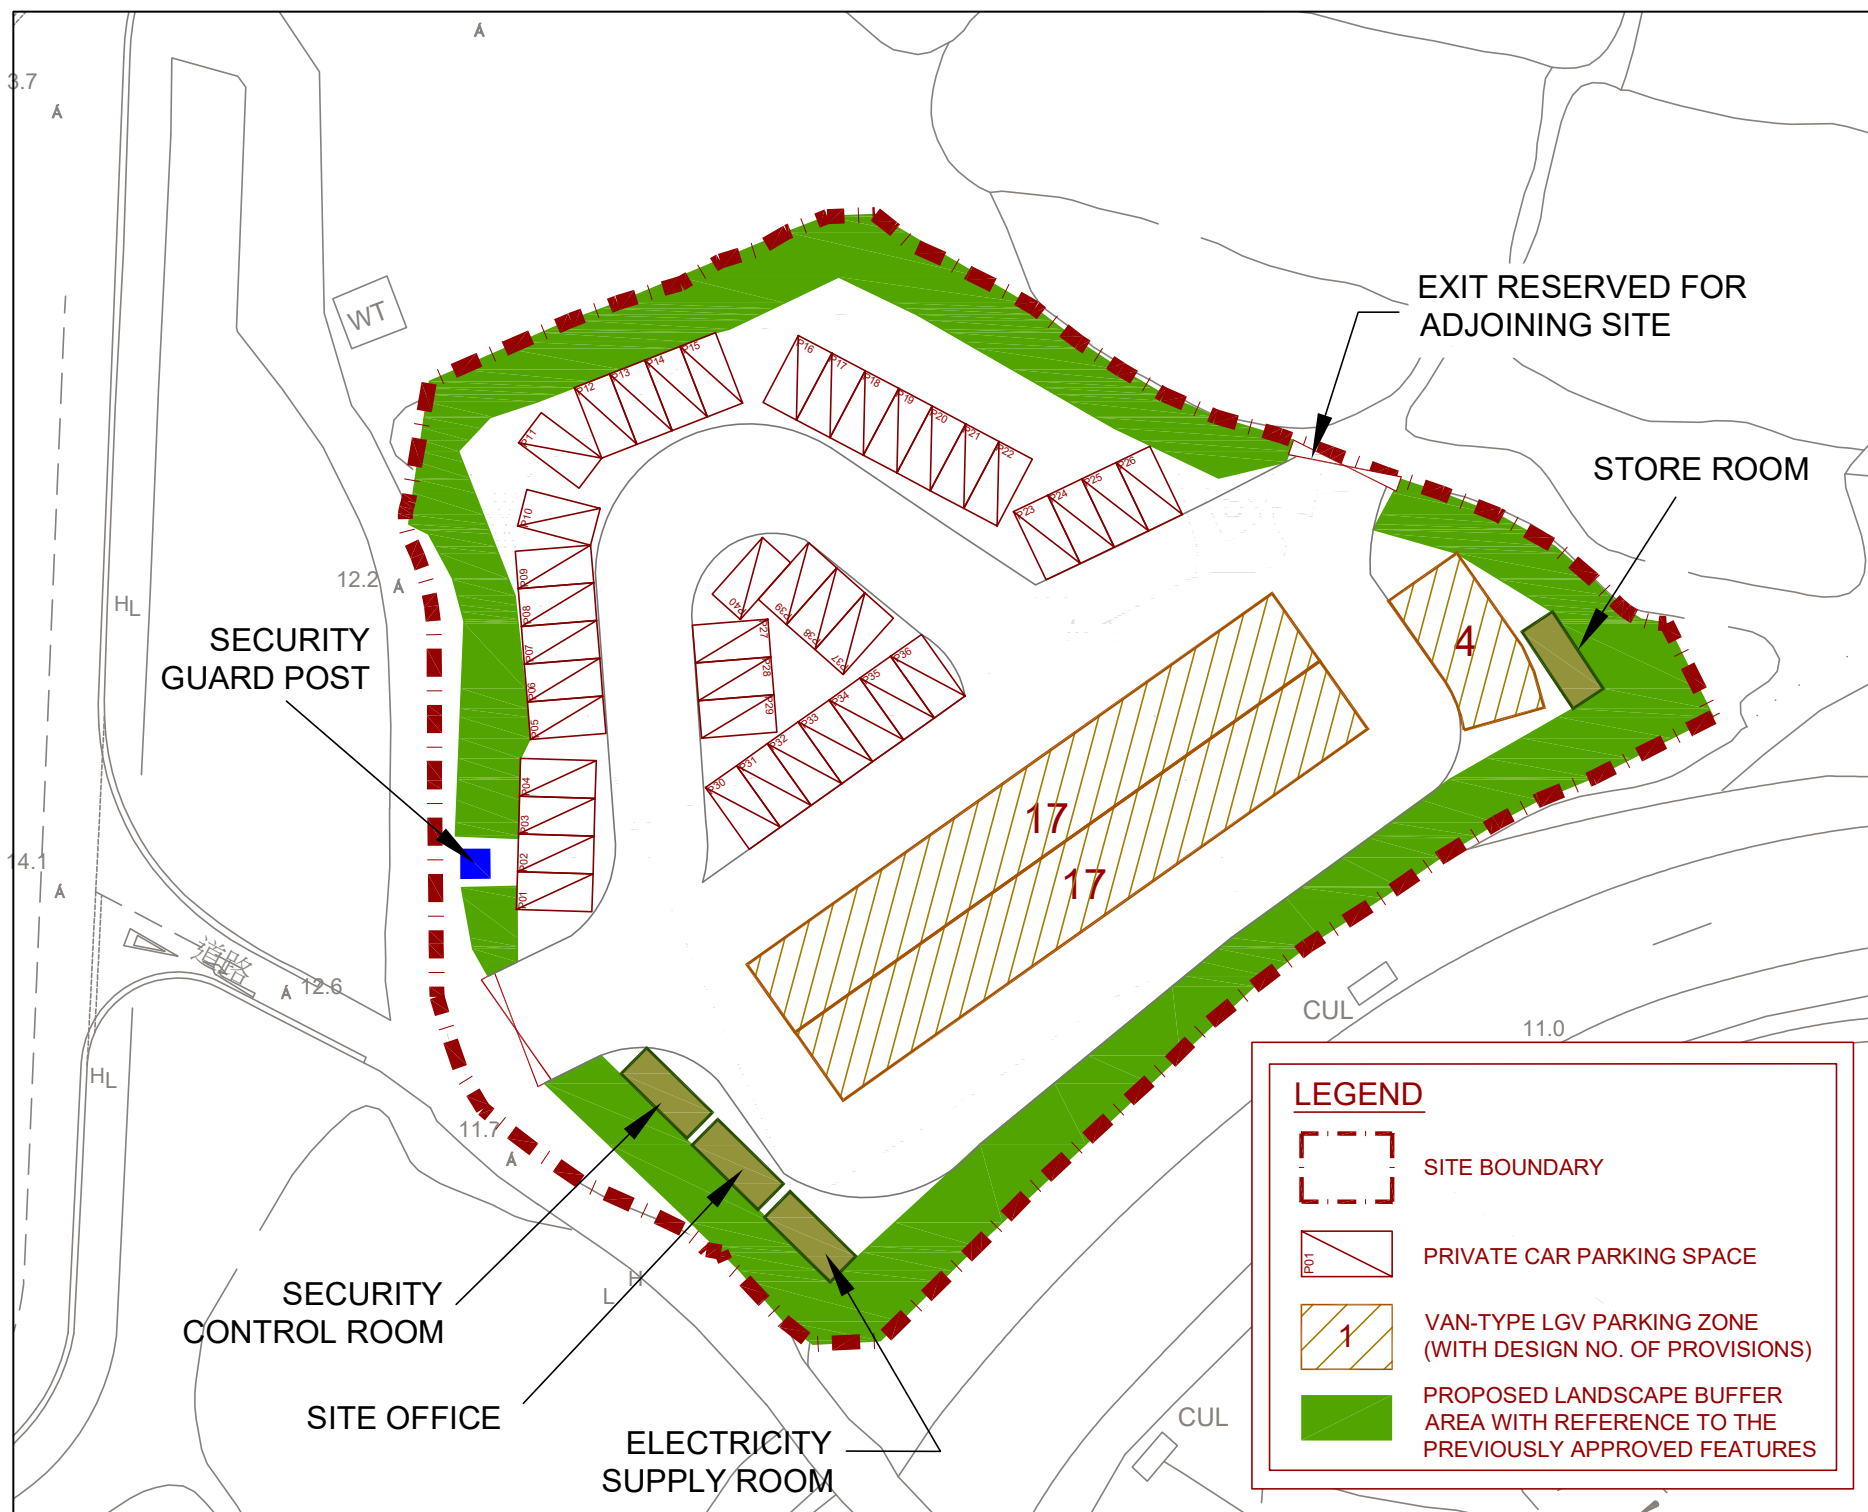 3.7
WT
EXIT RESERVED FOR
ADJOINING SITE
STORE ROOM
P16
P17
P18
P19
P20
P21
P22
P15
P14
P13
P12
P11
P10
P23
P24
P25
P26
12.2
HL
SECURITY
GUARD POST
P09
P08
P07
P06
P05
P04
P03
P02
P01
P40
P39
P38
P37
P27
P28
P29
P36
P35
P34
P33
P32
P31
P30
4
17
17
14.1
道路
12.6
HL
11.7
CUL
11.0
SECURITY
CONTROL ROOM
H
L
SITE OFFICE
ELECTRICITY
SUPPLY ROOM
CUL
LEGEND
SITE BOUNDARY
P01
PRIVATE CAR PARKING SPACE
1
VAN-TYPE LGV PARKING ZONE
(WITH DESIGN NO. OF PROVISIONS)
PROPOSED LANDSCAPE BUFFER
AREA WITH REFERENCE TO THE
PREVIOUSLY APPROVED FEATURES